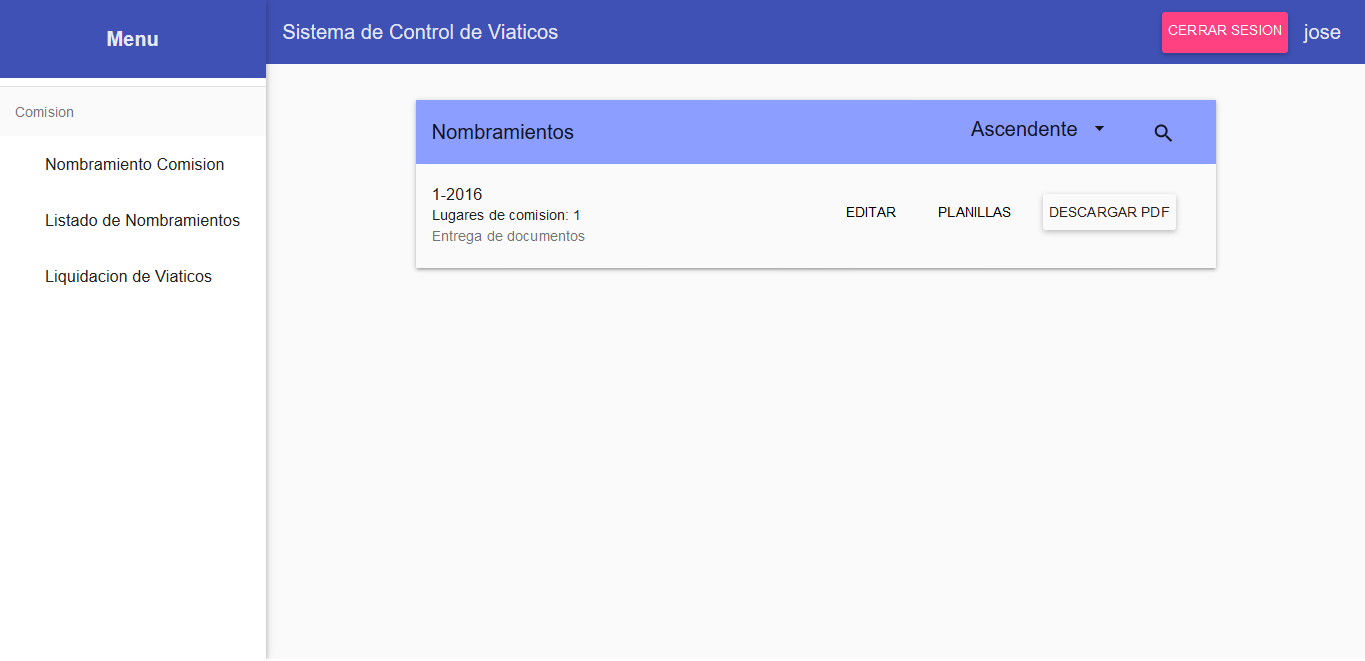 Menu
Sistema de Control de Viaticos
CERRAR SESION
jose
Comision
Nombramiento Comision
Listado de Nombramientos
Liquidacion de Viaticos
Nombramientos
Ascendente
1-2016
Lugares de comision: 1
Entrega de documentos
EDITAR
PLANILLAS
DESCARGAR PDF